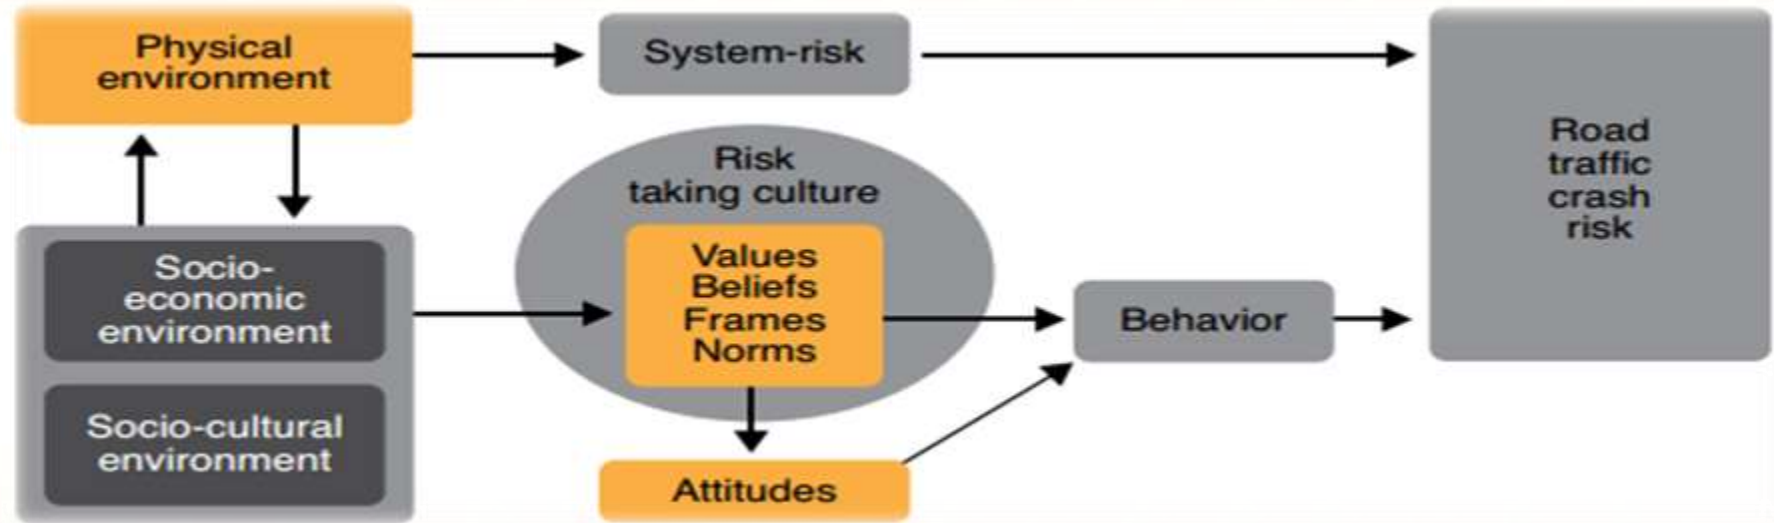 Physical
environment
System-risk
Road
traffic
crash
risk
Risk
taking culture
Values
Beliefs
Frames
Norms
Socio-
economic
environment
Behavior
Socio-cultural
environment
Attitudes